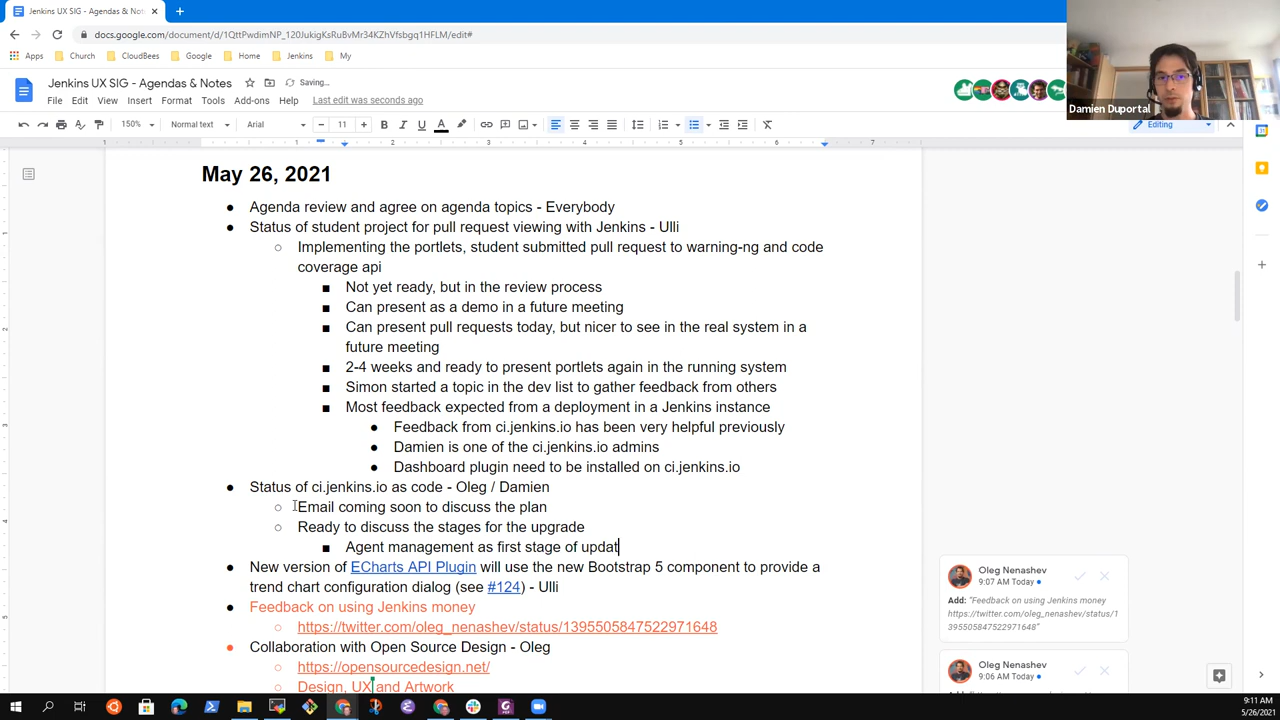 Jenkins UX SIG - Agendas & Notes
docs.google.com/document/d/1QttPwdimNP_120JukigKsRuBvMr34KZhVfsbgq1HFLM/edit#
Apps Church CloudBees Google Home Jenkins My
Jenkins UX SIG - Agendas & Notes Saving...
File Edit View Insert Format Tools Add-ons Help Last edit was seconds ago
Damien Duportal
150% Normal text Arial 11 B I U A Editing
1 1 2 3 4 5 6 7
May 26, 2021
● Agenda review and agree on agenda topics - Everybody
● Status of student project for pull request viewing with Jenkins - Ulli
○ Implementing the portlets, student submitted pull request to warning-ng and code
coverage api
■ Not yet ready, but in the review process
■ Can present as a demo in a future meeting
■ Can present pull requests today, but nicer to see in the real system in a
future meeting
■ 2-4 weeks and ready to present portlets again in the running system
■ Simon started a topic in the dev list to gather feedback from others
■ Most feedback expected from a deployment in a Jenkins instance
● Feedback from ci.jenkins.io has been very helpful previously
● Damien is one of the ci.jenkins.io admins
● Dashboard plugin need to be installed on ci.jenkins.io
● Status of ci.jenkins.io as code - Oleg / Damien
○ Email coming soon to discuss the plan
○ Ready to discuss the stages for the upgrade
■ Agent management as first stage of updat
● New version of ECharts API Plugin will use the new Bootstrap 5 component to provide a
trend chart configuration dialog (see #124) - Ulli
● Feedback on using Jenkins money
○ https://twitter.com/oleg_nenashev/status/1395505847522971648
● Collaboration with Open Source Design - Oleg
○ https://opensourcedesign.net/
○ Design, UX and Artwork
Oleg Nenashev
9:07 AM Today
Add: "Feedback on using Jenkins money
https://twitter.com/oleg_nenashev/status/1
395505847522971648"
Oleg Nenashev
9:06 AM Today
9:11 AM
5/26/2021